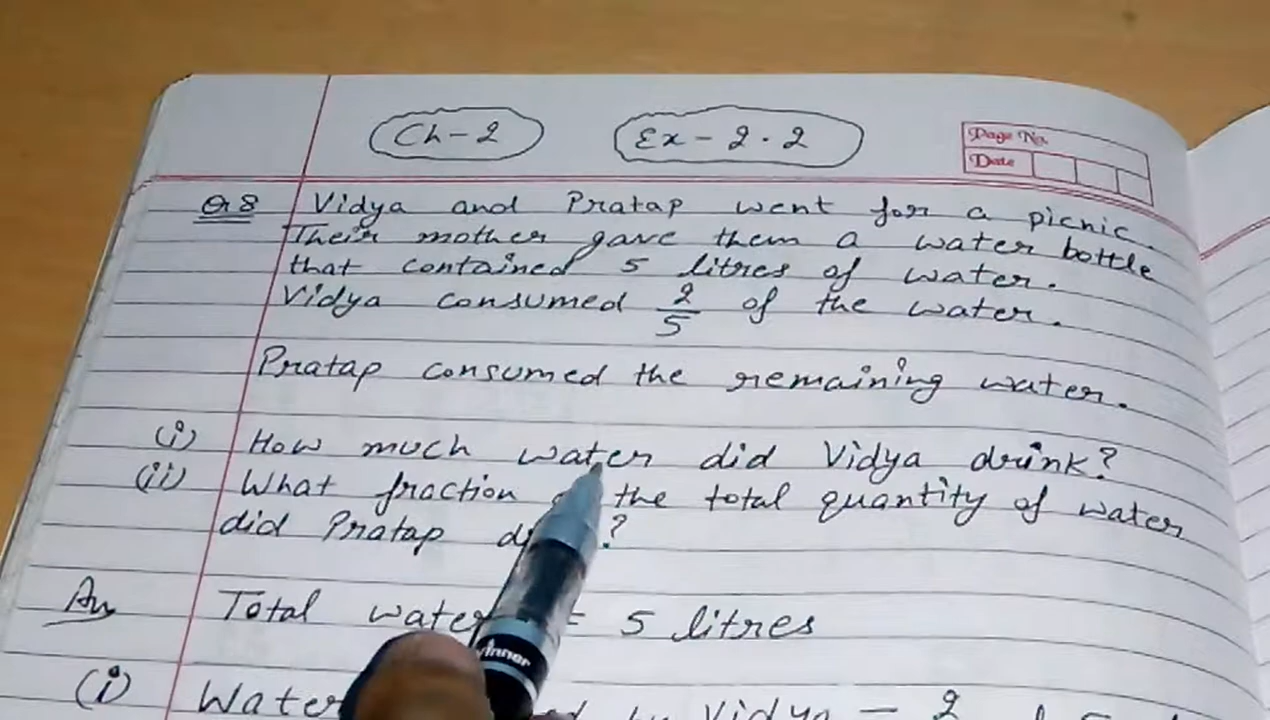 Ch-2
Ex-2.2
Page No.
Date
Q8 Vidya and Pratap went for a picnic.
Their mother gave them a water bottle
that contained 5 litres of water.
Vidya consumed 2/5 of the water.
Pratap consumed the remaining water.
(i) How much water did Vidya drink?
(ii) What fraction the total quantity of water
did Pratap ?
Ans Total water = 5 litres
(i) Water Vidya = 2
Winner